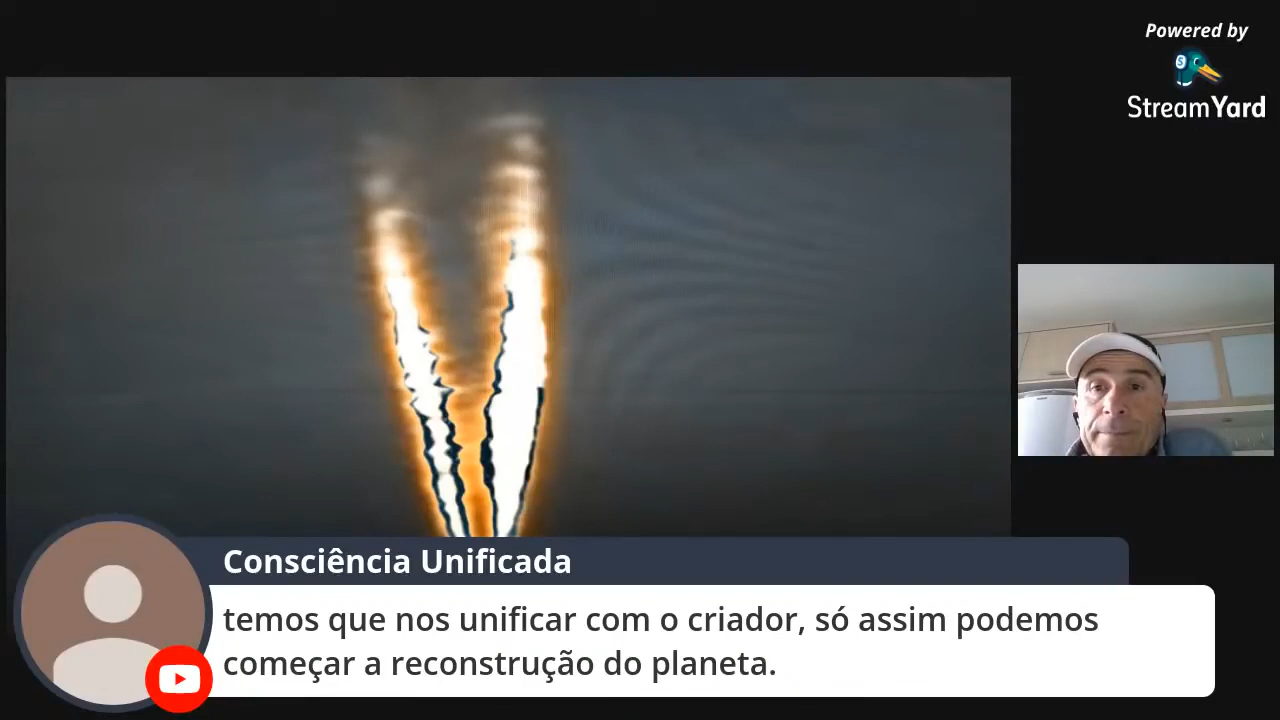 Powered by
StreamYard
Consciência Unificada
temos que nos unificar com o criador, só assim podemos
começar a reconstrução do planeta.